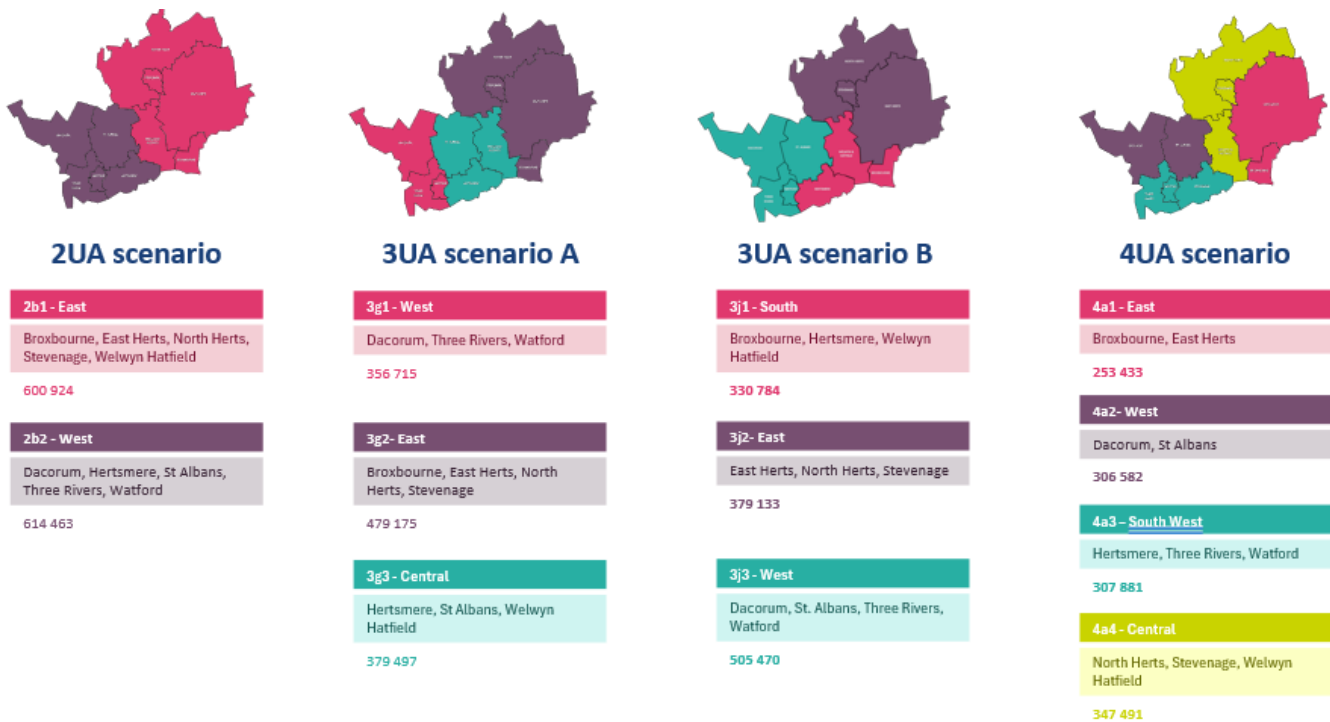 2UA scenario
2b1 - East
Broxbourne, East Herts, North Herts,
Stevenage, Welwyn Hatfield
600 924
2b2 - West
Dacorum, Hertsmere, St Albans,
Three Rivers, Watford
614 463
3UA scenario A
3g1 - West
Dacorum, Three Rivers, Watford
356 715
3g2- East
Broxbourne, East Herts, North
Herts, Stevenage
479 175
3g3 - Central
Hertsmere, St Albans, Welwyn
Hatfield
379 497
3UA scenario B
3j1 - South
Broxbourne, Hertsmere, Welwyn
Hatfield
330 784
3j2- East
East Herts, North Herts, Stevenage
379 133
3j3 - West
Dacorum, St. Albans, Three Rivers,
Watford
505 470
4UA scenario
4a1 - East
Broxbourne, East Herts
253 433
4a2- West
Dacorum, St Albans
306 582
4a3 – South West
Hertsmere, Three Rivers, Watford
307 881
4a4 - Central
North Herts, Stevenage, Welwyn
Hatfield
347 491